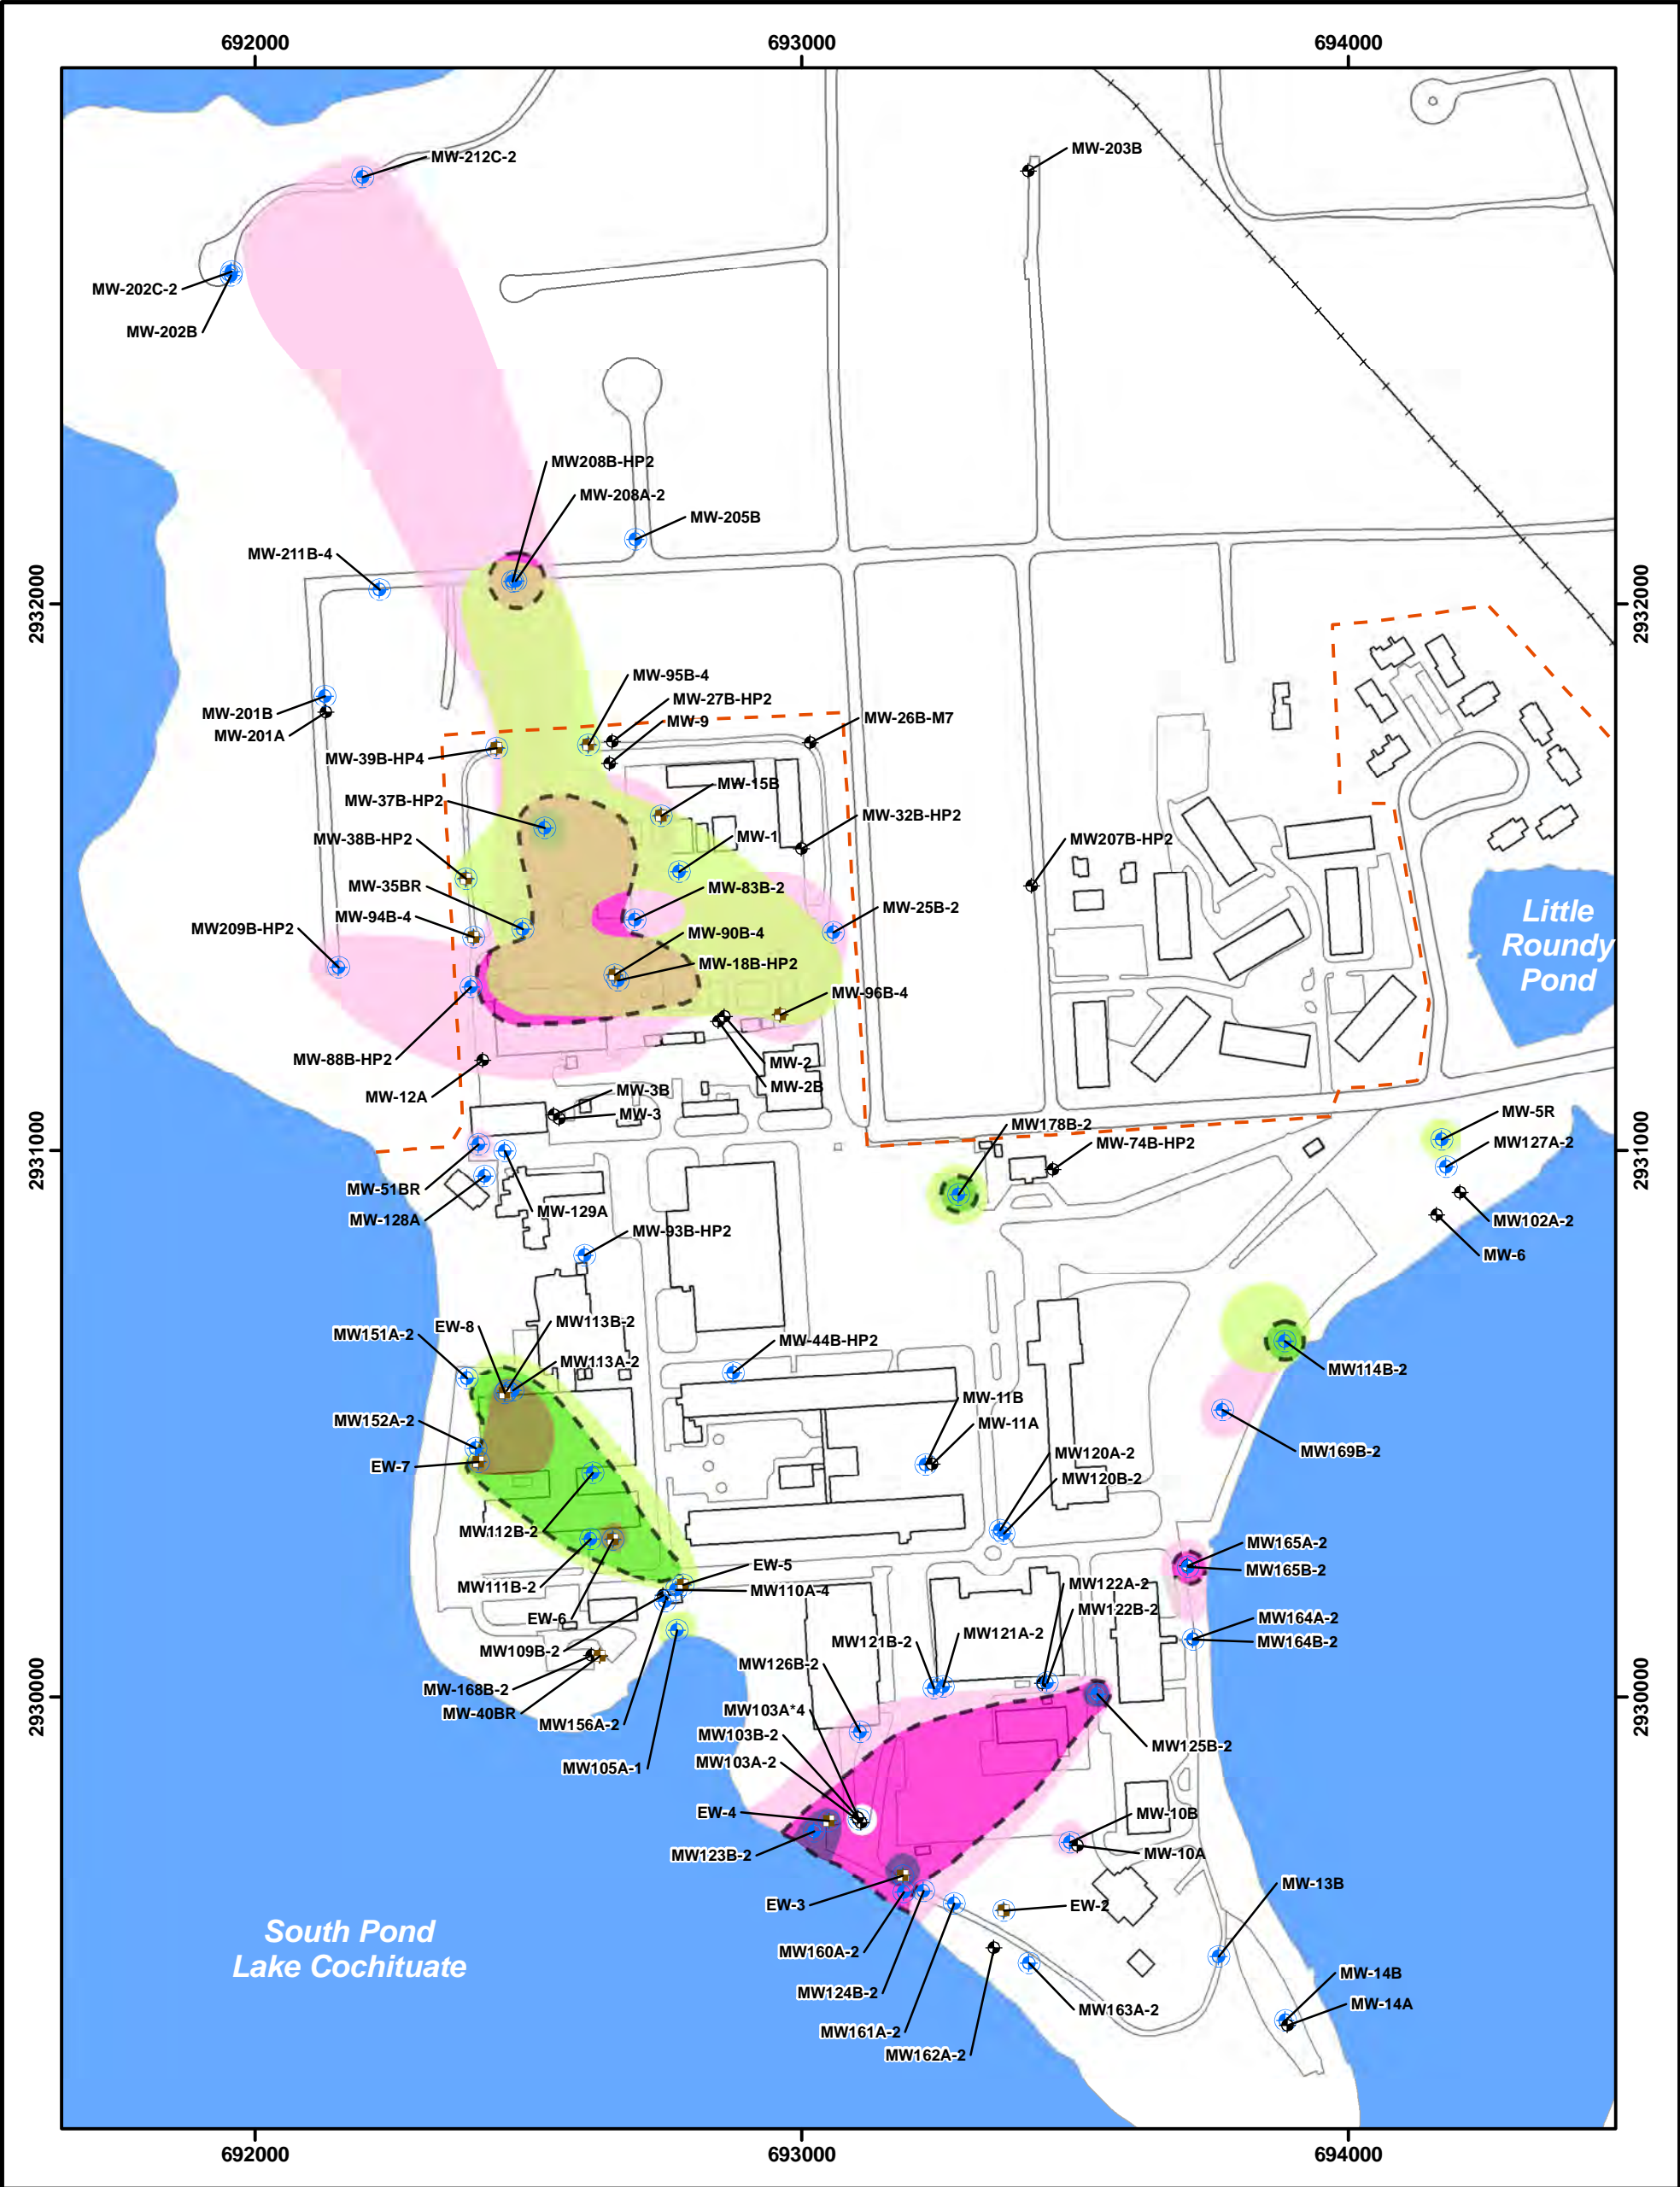 692000
693000
694000
MW-212C-2
MW-203B
MW-202C-2
MW-202B
MW208B-HP2
MW-208A-2
MW-205B
MW-211B-4
2932000
2932000
MW-95B-4
MW-27B-HP2
MW-9
MW-26B-M7
MW-201B
MW-201A
MW-39B-HP4
MW-15B
MW-37B-HP2
MW-32B-HP2
MW-38B-HP2
MW-1
MW207B-HP2
MW-35BR
MW-83B-2
MW-94B-4
MW-25B-2
MW209B-HP2
MW-90B-4
MW-18B-HP2
Little
Roundy
Pond
MW-96B-4
MW-88B-HP2
MW-2
MW-2B
MW-12A
MW-3B
MW-3
MW178B-2
MW-5R
2931000
2931000
MW-74B-HP2
MW127A-2
MW-51BR
MW-129A
MW-128A
MW102A-2
MW-93B-HP2
MW-6
EW-8
MW113B-2
MW151A-2
MW-44B-HP2
MW113A-2
MW114B-2
MW-11B
MW152A-2
MW-11A
MW169B-2
EW-7
MW120A-2
MW120B-2
MW112B-2
MW165A-2
EW-5
MW165B-2
MW111B-2
MW110A-4
MW122A-2
EW-6
MW122B-2
MW164A-2
MW109B-2
MW121B-2
MW121A-2
MW164B-2
MW126B-2
2930000
2930000
MW-168B-2
MW-40BR
MW103A*4
MW156A-2
MW103B-2
MW125B-2
MW105A-1
MW103A-2
EW-4
MW-10B
MW123B-2
MW-10A
MW-13B
EW-3
EW-2
South Pond
Lake Cochituate
MW160A-2
MW124B-2
MW-14B
MW161A-2
MW163A-2
MW-14A
MW162A-2
692000
693000
694000